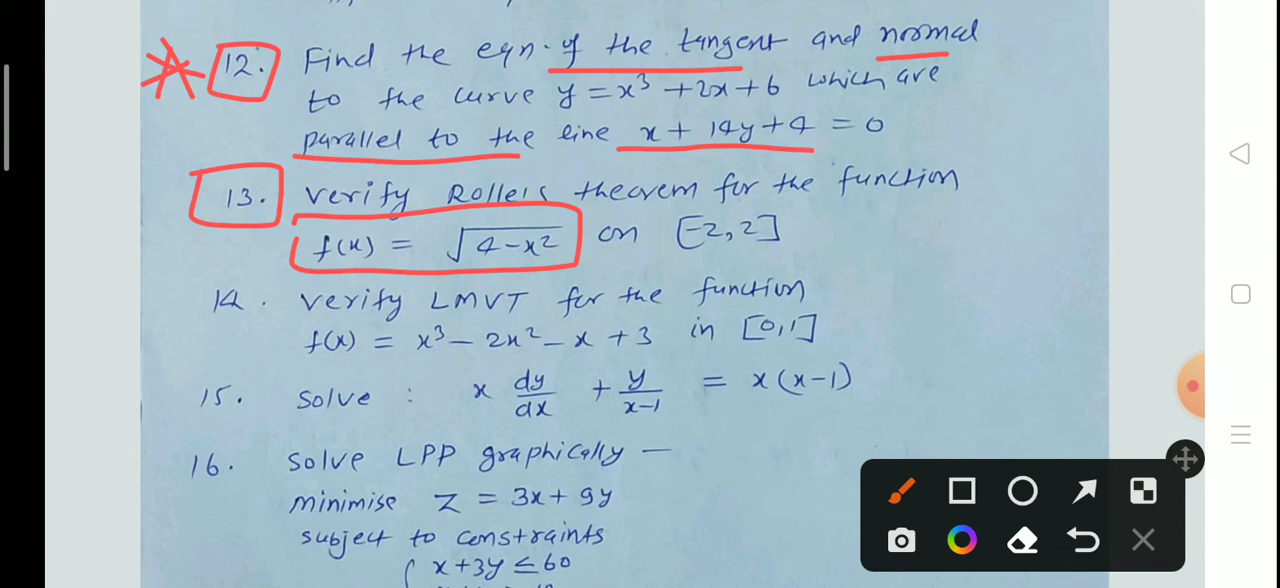 12. Find the eqn. of the tangent and normal
to the curve y = x³ + 2x + 6 which are
parallel to the line x + 14y + 4 = 0
13. Verify Rolle's theorem for the function
f(x) = √4-x² on [-2,2]
14. Verify LMVT for the function
f(x) = x³ - 2x² - x + 3 in [0,1]
15. Solve : x dy/dx + y/x-1 = x(x-1)
16. Solve LPP graphically —
minimise Z = 3x + 9y
subject to constraints
x + 3y ≤ 60